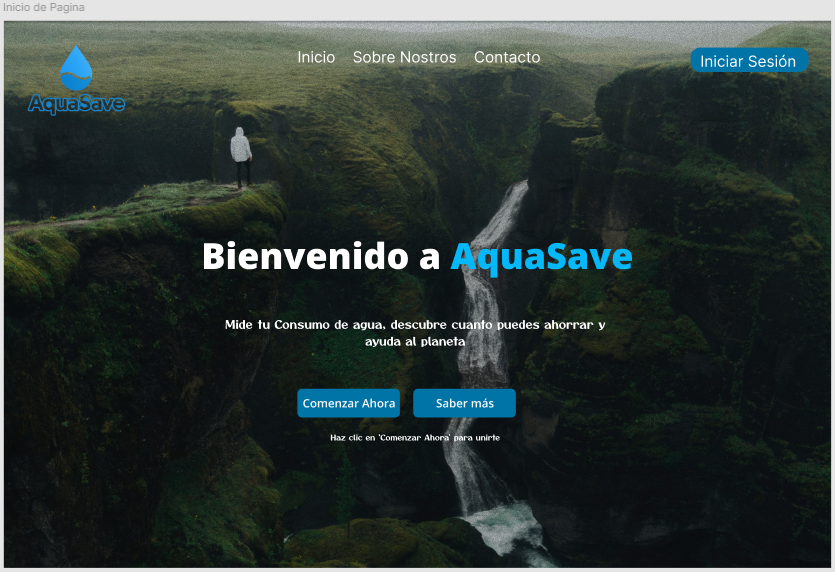 Inicio de Pagina
Inicio Sobre Nostros Contacto
Iniciar Sesión
AquaSave
Bienvenido a AquaSave
Mide tu Consumo de agua, descubre cuanto puedes ahorrar y
ayuda al planeta
Comenzar Ahora Saber más
Haz clic en 'Comenzar Ahora' para unirte